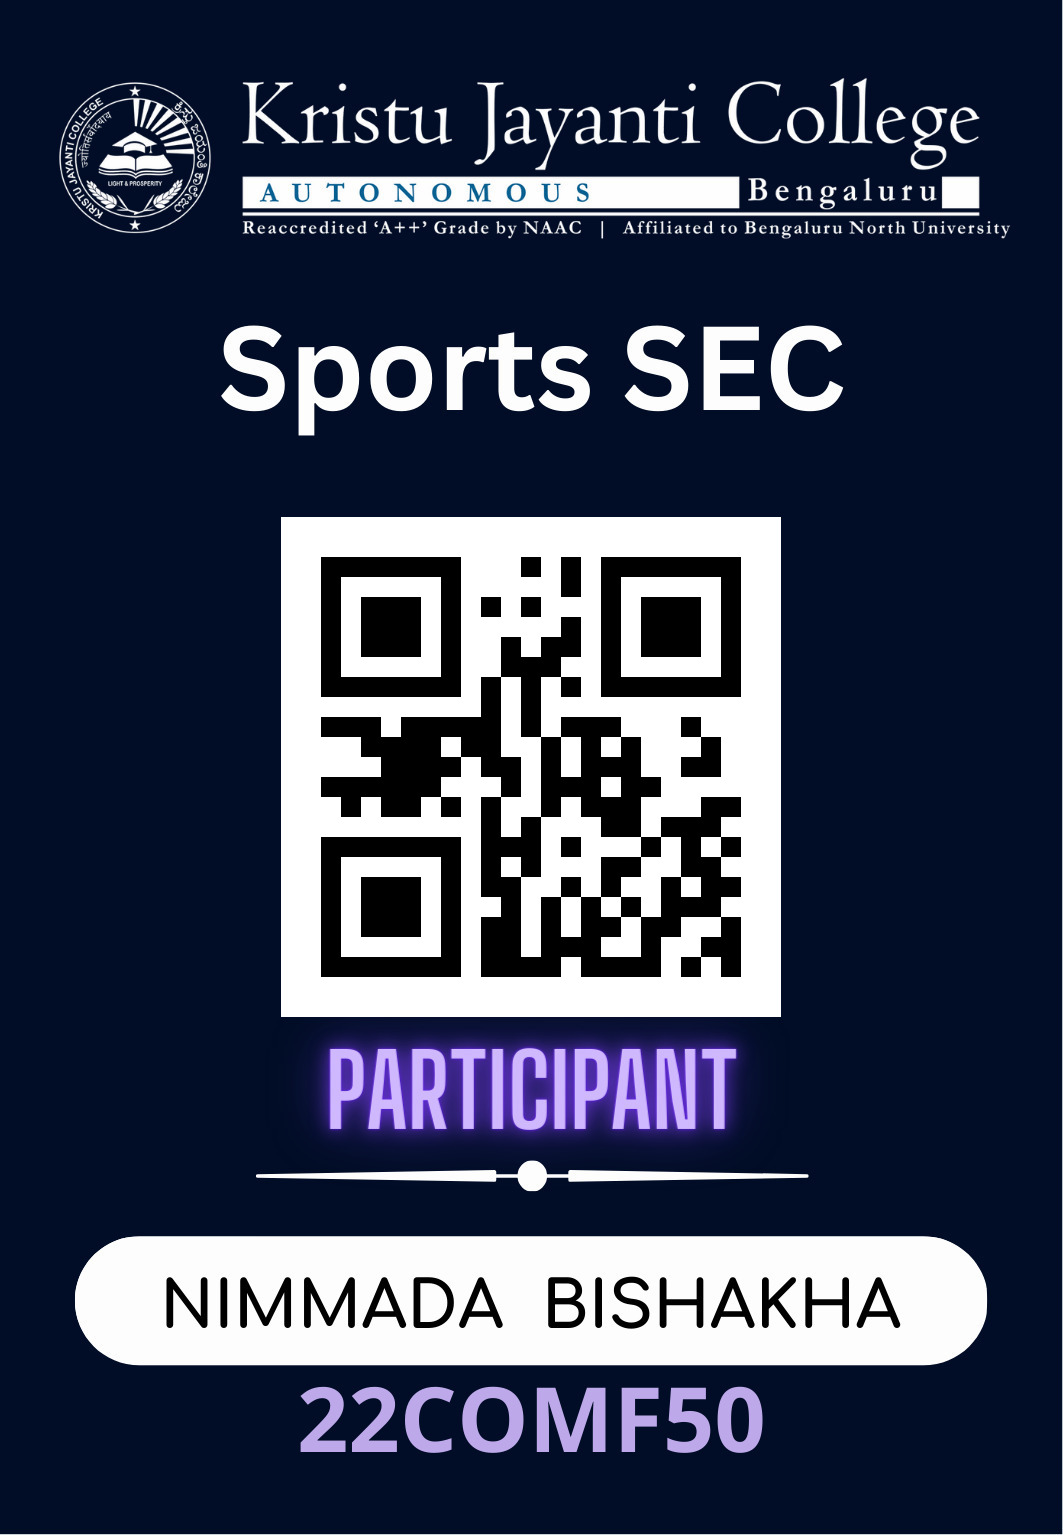 Kristu Jayanti College
AUTONOMOUS Bengaluru
Reaccredited ‘A++’ Grade by NAAC | Affiliated to Bengaluru North University
KRISTU JAYANTI COLLEGE
LIGHT & PROSPERITY
Sports SEC
PARTICIPANT
NIMMADA BISHAKHA
22COMF50